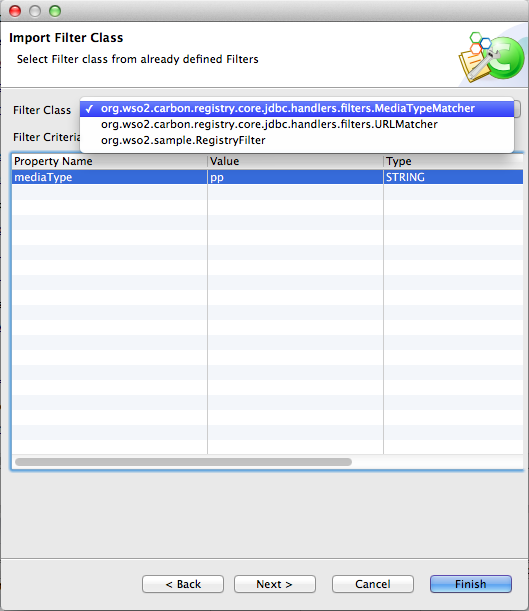 Import Filter Class
Select Filter class from already defined Filters
Filter Class ✓ org.wso2.carbon.registry.core.jdbc.handlers.filters.MediaTypeMatcher
org.wso2.carbon.registry.core.jdbc.handlers.filters.URLMatcher
Filter Criteria org.wso2.sample.RegistryFilter
Property Name Value Type
mediaType pp STRING
< Back Next > Cancel Finish